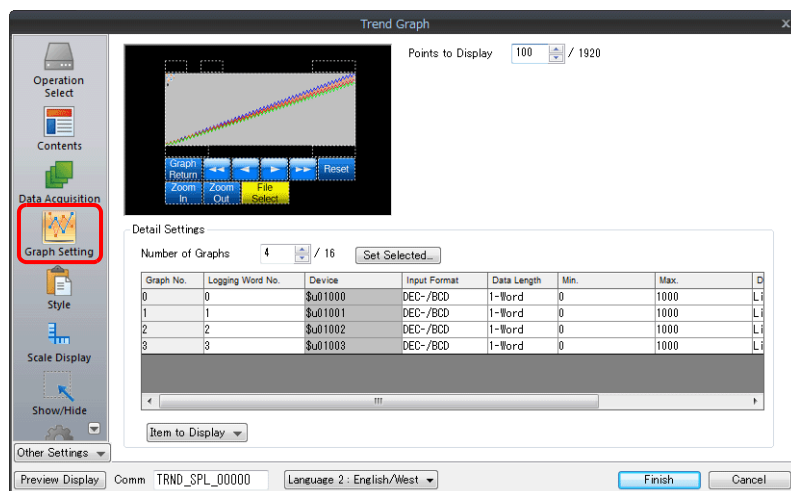 Trend Graph
Operation
Select
Contents
Data Acquisition
Graph Setting
Style
Scale Display
Show/Hide
Other Settings
Graph
Return
Reset
Zoom
In
Zoom
Out
File
Select
Points to Display 100 / 1920
Detail Settings
Number of Graphs 4 / 16 Set Selected...
Graph No. Logging Word No. Device Input Format Data Length Min. Max. D
0 0 $u01000 DEC-/BCD 1-Word 0 1000 Li
1 1 $u01001 DEC-/BCD 1-Word 0 1000 Li
2 2 $u01002 DEC-/BCD 1-Word 0 1000 Li
3 3 $u01003 DEC-/BCD 1-Word 0 1000 Li
Item to Display
Preview Display Comm TRND_SPL_00000 Language 2 : English/West Finish Cancel